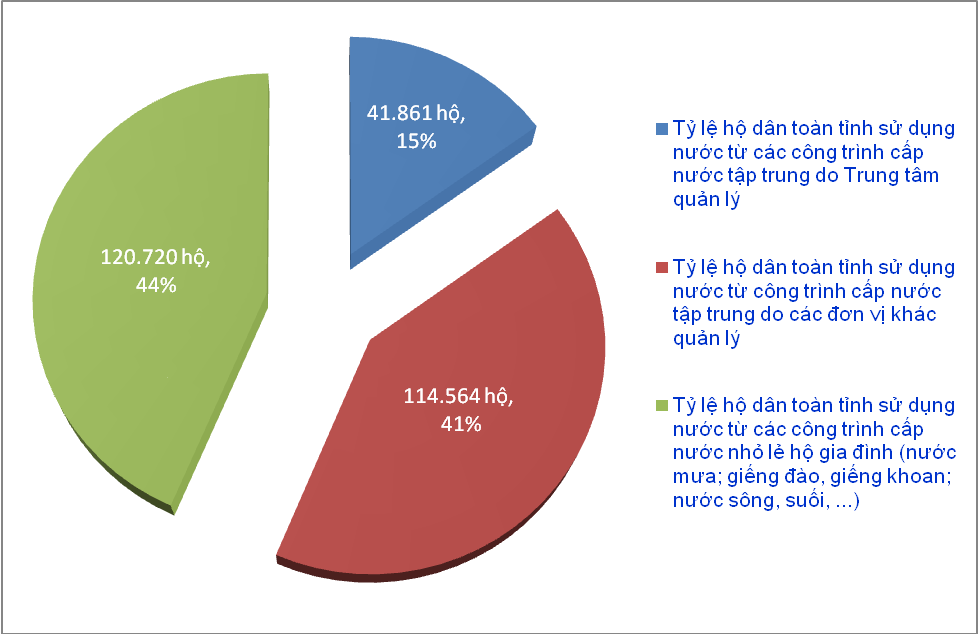 41.861 hộ,
15%
120.720 hộ,
44%
114.564 hộ,
41%
Tỷ lệ hộ dân toàn tỉnh sử dụng
nước từ các công trình cấp
nước tập trung do Trung tâm
quản lý
Tỷ lệ hộ dân toàn tỉnh sử dụng
nước từ công trình cấp nước
tập trung do các đơn vị khác
quản lý
Tỷ lệ hộ dân toàn tỉnh sử dụng
nước từ các công trình cấp
nước nhỏ lẻ hộ gia đình (nước
mưa; giếng đào, giếng khoan;
nước sông, suối, ...)